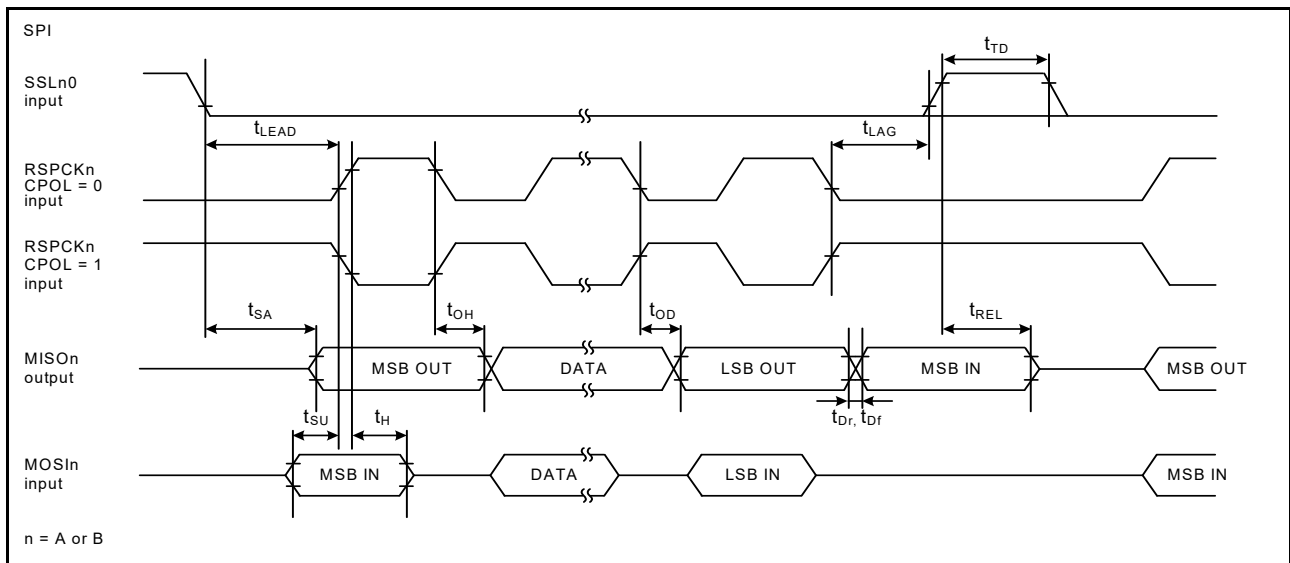 SPI
tTD
SSLn0
input
tLEAD
tLAG
RSPCKn
CPOL = 0
input
RSPCKn
CPOL = 1
input
tSA
tOH
tOD
tREL
MISOn
output
MSB OUT
DATA
LSB OUT
MSB IN
MSB OUT
tSU
tH
tDr, tDf
MOSIn
input
MSB IN
DATA
LSB IN
MSB IN
n = A or B